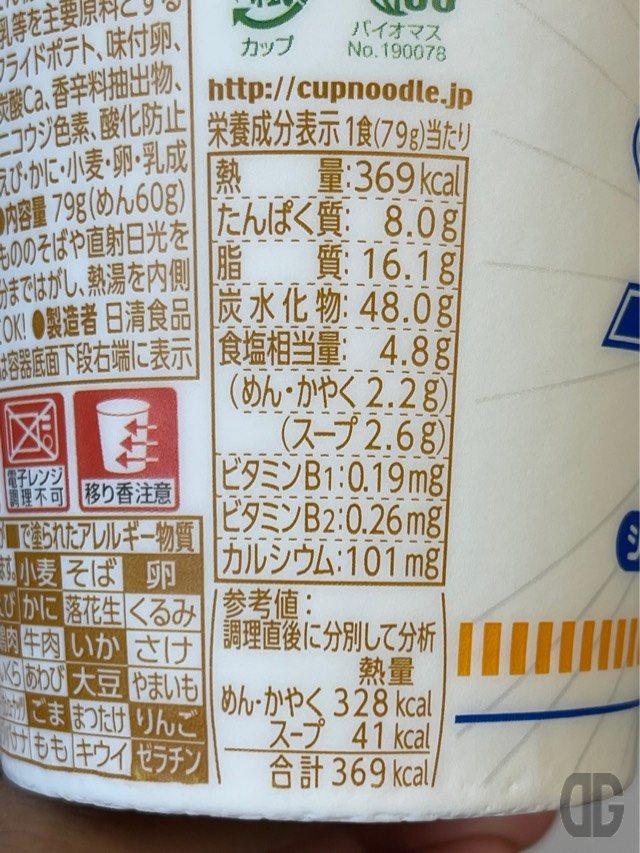 カップ
バイオマス
No.190078
乳等を主要原料とする
フライドポテト、味付卵、
炭酸Ca、香辛料抽出物、
ニコウジ色素、酸化防止
えび・かに・小麦・卵・乳成
●内容量 79g(めん60g)
もののそばや直射日光を
分まではがし、熱湯を内側
OK! ●製造者 日清食品
は容器底面下段右端に表示
電子レンジ
調理不可
移り香注意
で塗られたアレルギー物質
ます。小麦 そば 卵
えび かに 落花生 くるみ
鶏肉 牛肉 いか さけ
いくら あわび 大豆 やまいも
ごま まつたけ りんご
バナナ もも キウイ ゼラチン
http://cupnoodle.jp
栄養成分表示 1食(79g)当たり
熱量:369kcal
たんぱく質: 8.0g
脂質: 16.1g
炭水化物: 48.0g
食塩相当量: 4.8g
(めん・かやく 2.2g)
(スープ 2.6g)
ビタミンB1:0.19mg
ビタミンB2:0.26mg
カルシウム:101mg
参考値:
調理直後に分別して分析
熱量
めん・かやく 328kcal
スープ 41kcal
合計 369kcal
DG